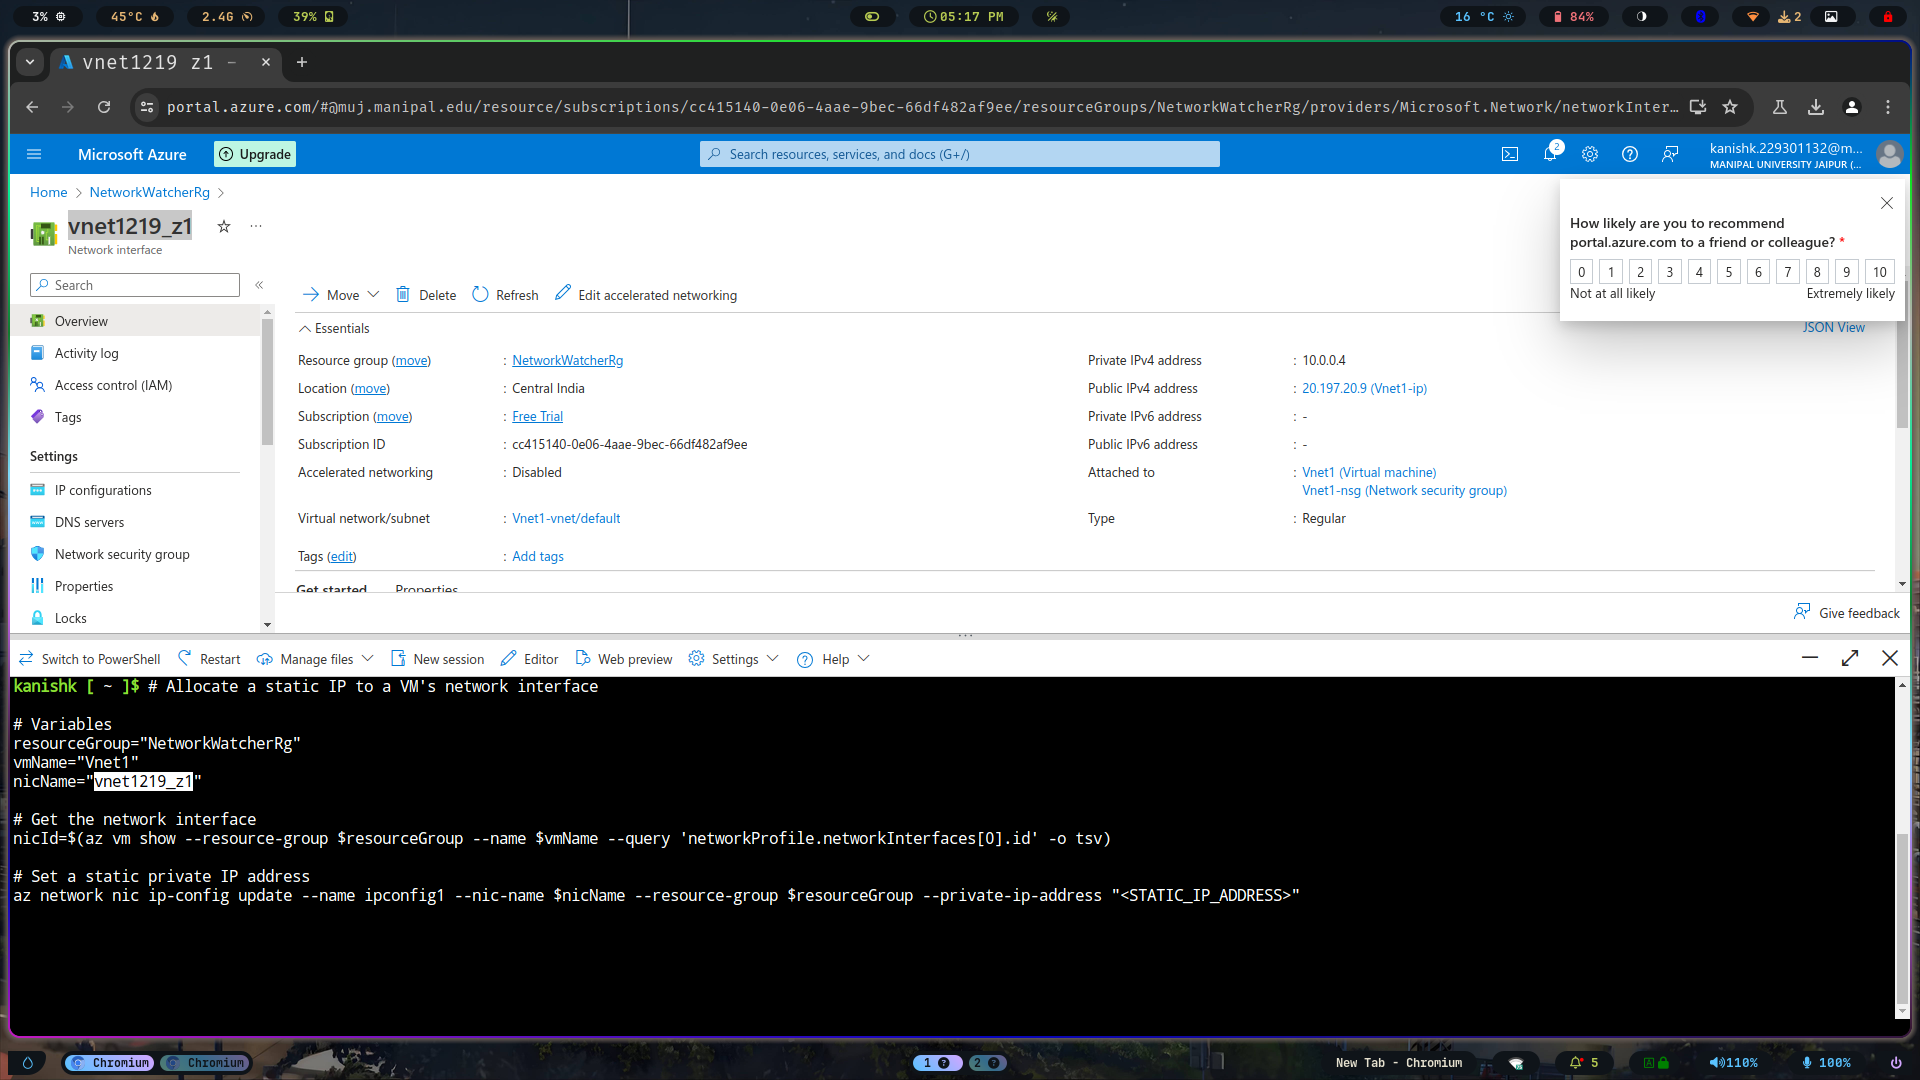 3%
45°C
2.4G
39%
05:17 PM
16 °C
84%
2
vnet1219 z1 –
portal.azure.com/#@muj.manipal.edu/resource/subscriptions/cc415140-0e06-4aae-9bec-66df482af9ee/resourceGroups/NetworkWatcherRg/providers/Microsoft.Network/networkInter…
Microsoft Azure
Upgrade
Search resources, services, and docs (G+/)
2
kanishk.229301132@m...
MANIPAL UNIVERSITY JAIPUR (...
Home > NetworkWatcherRg >
vnet1219_z1
Network interface
How likely are you to recommend
portal.azure.com to a friend or colleague? *
0 1 2 3 4 5 6 7 8 9 10
Not at all likely
Extremely likely
Search
Overview
Activity log
Access control (IAM)
Tags
Settings
IP configurations
DNS servers
Network security group
Properties
Locks
Move
Delete
Refresh
Edit accelerated networking
Essentials
JSON View
Resource group (move) : NetworkWatcherRg
Location (move) : Central India
Subscription (move) : Free Trial
Subscription ID : cc415140-0e06-4aae-9bec-66df482af9ee
Accelerated networking : Disabled
Virtual network/subnet : Vnet1-vnet/default
Tags (edit) : Add tags
Private IPv4 address : 10.0.0.4
Public IPv4 address : 20.197.20.9 (Vnet1-ip)
Private IPv6 address : -
Public IPv6 address : -
Attached to : Vnet1 (Virtual machine)
Vnet1-nsg (Network security group)
Type : Regular
Get started
Properties
Give feedback
Switch to PowerShell
Restart
Manage files
New session
Editor
Web preview
Settings
Help
kanishk [ ~ ]$ # Allocate a static IP to a VM's network interface
# Variables
resourceGroup="NetworkWatcherRg"
vmName="Vnet1"
nicName="vnet1219_z1"
# Get the network interface
nicId=$(az vm show --resource-group $resourceGroup --name $vmName --query 'networkProfile.networkInterfaces[0].id' -o tsv)
# Set a static private IP address
az network nic ip-config update --name ipconfig1 --nic-name $nicName --resource-group $resourceGroup --private-ip-address "<STATIC_IP_ADDRESS>"
Chromium
Chromium
1
2
New Tab - Chromium
5
110%
100%